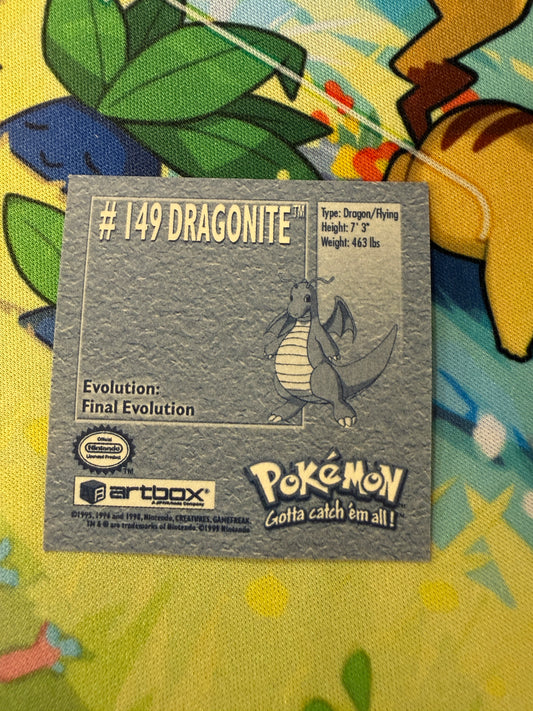 # 149 DRAGONITE™
Type: Dragon/Flying
Height: 7' 3"
Weight: 463 lbs
Evolution:
Final Evolution
Official
Nintendo
Licensed Product
TM
artbox®
POKéMON
Gotta catch 'em all!™
©1995, 1996 and 1998, Nintendo, CREATURES, GAMEFREAK.
TM & ® are trademarks of Nintendo. ©1999 Nintendo